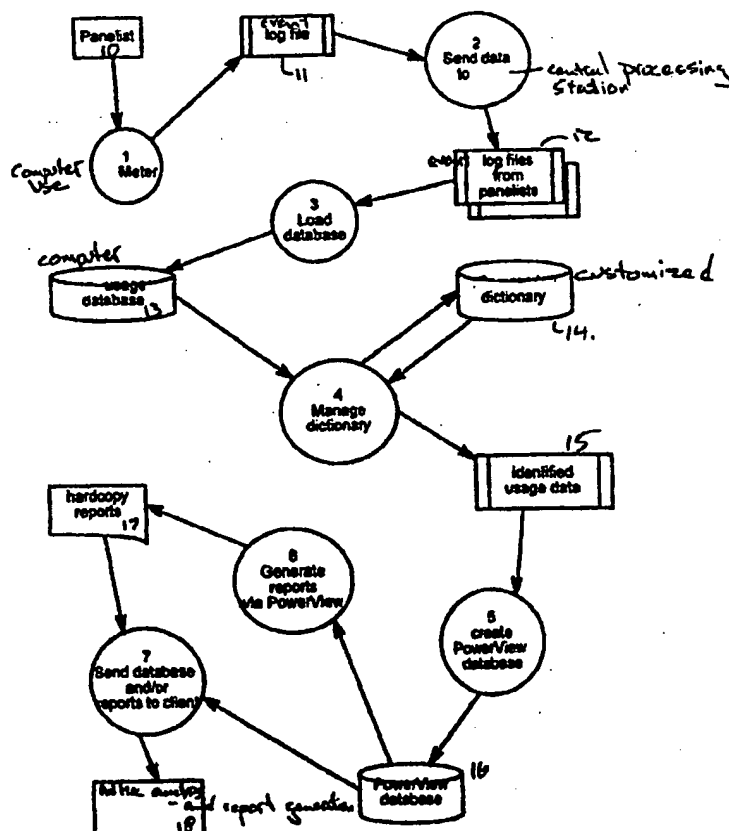 Panelist
10
event
log file
11
2
Send data
to
central processing
Station
1
Meter
Computer
Use
12
event log files
from
panelists
3
Load
database
computer
usage
database
13
customized
dictionary
14.
4
Manage
dictionary
15
identified
usage data
hardcopy
reports
17
6
Generate
reports
via PowerView
5
create
PowerView
database
7
Send database
and/or
reports to client
16
PowerView
database
and report generation
18